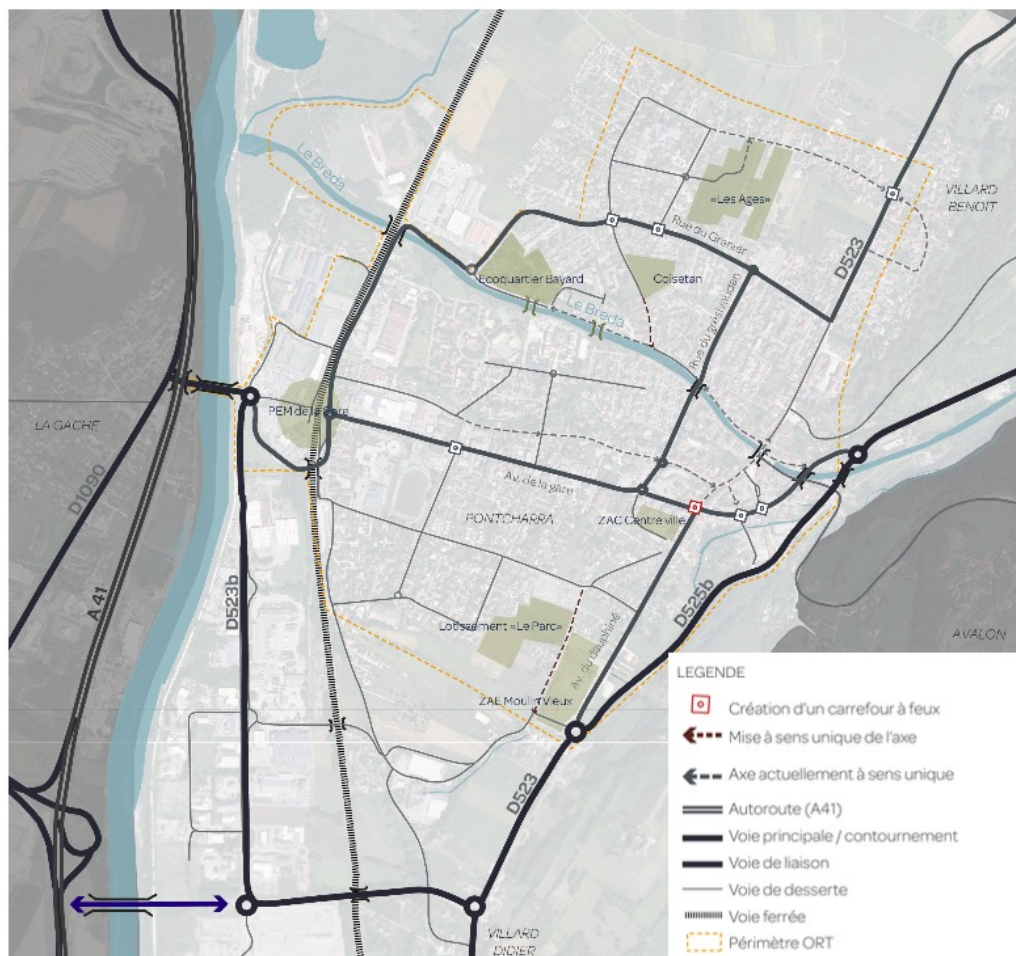 Le Breda
«Les Ages»
VILLARD
BENOIT
Rue du Granier
D523
Ecoquartier Bayard
Coisetan
Le Breda
Rue du grésivaudan
PEM de la Gare
LA GACHE
D1090
Av. de la gare
PONTCHARRA
ZAC Centre ville
A 41
D523b
D525b
Lotissement «Le Parc»
Av. du dauphiné
AVALON
ZAE Moulin Vieux
D523
VILLARD
DIDIER
LEGENDE
Création d'un carrefour à feux
Mise à sens unique de l'axe
Axe actuellement à sens unique
Autoroute (A41)
Voie principale / contournement
Voie de liaison
Voie de desserte
Voie ferrée
Périmètre ORT